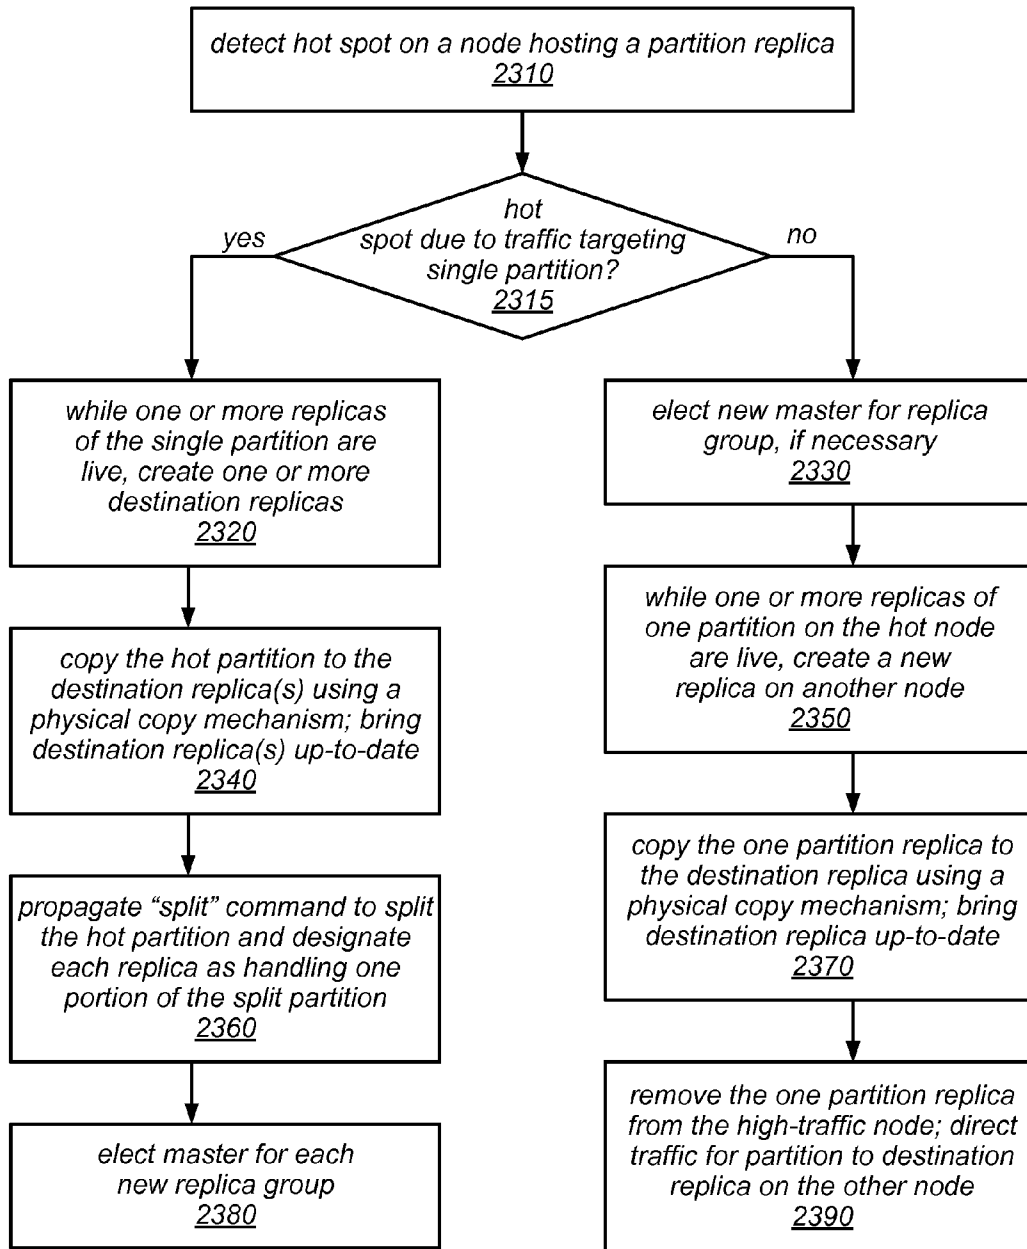 detect hot spot on a node hosting a partition replica
2310
hot
spot due to traffic targeting
single partition?
2315
yes
no
while one or more replicas
of the single partition are
live, create one or more
destination replicas
2320
copy the hot partition to the
destination replica(s) using a
physical copy mechanism; bring
destination replica(s) up-to-date
2340
propagate “split” command to split
the hot partition and designate
each replica as handling one
portion of the split partition
2360
elect master for each
new replica group
2380
elect new master for replica
group, if necessary
2330
while one or more replicas of
one partition on the hot node
are live, create a new
replica on another node
2350
copy the one partition replica to
the destination replica using a
physical copy mechanism; bring
destination replica up-to-date
2370
remove the one partition replica
from the high-traffic node; direct
traffic for partition to destination
replica on the other node
2390